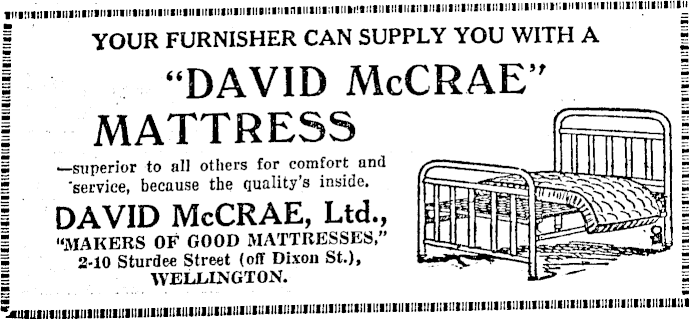 YOUR FURNISHER CAN SUPPLY YOU WITH A
"DAVID McCRAE"
MATTRESS
—superior to all others for comfort and
service, because the quality's inside.
DAVID McCRAE, Ltd.,
"MAKERS OF GOOD MATTRESSES,"
2-10 Sturdee Street (off Dixon St.),
WELLINGTON.